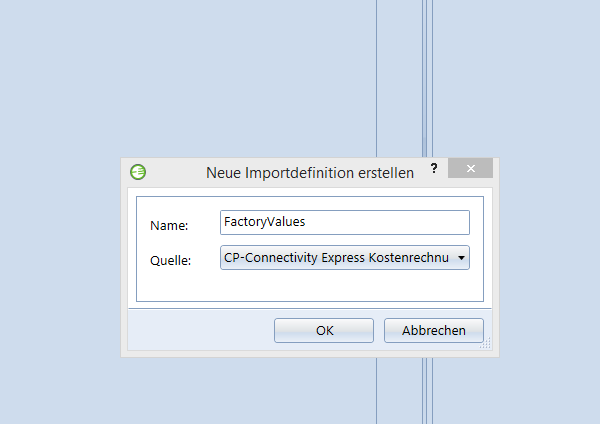 Neue Importdefinition erstellen ?
Name: FactoryValues
Quelle: CP-Connectivity Express Kostenrechnu
OK Abbrechen